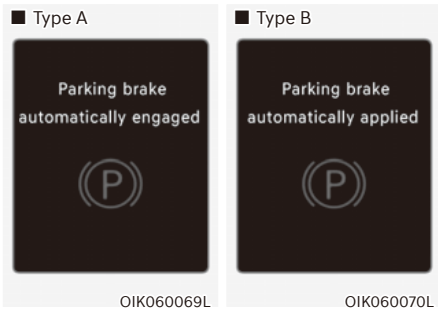 ■ Type A
Parking brake
automatically engaged
(P)
OIK060069L
■ Type B
Parking brake
automatically applied
(P)
OIK060070L